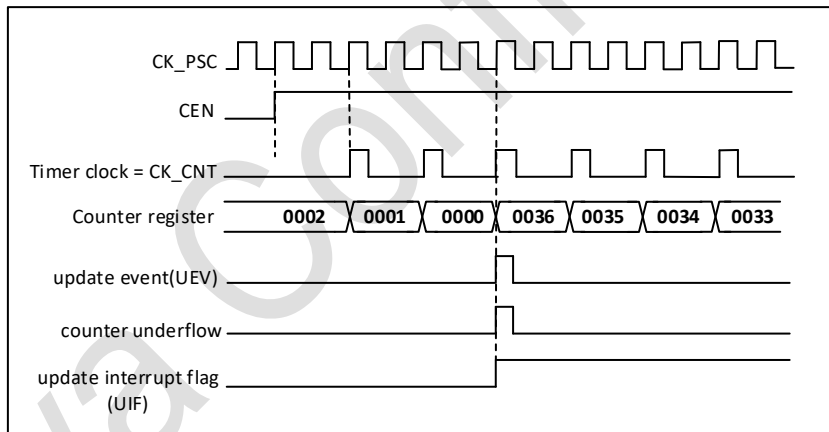 CK_PSC
CEN
Timer clock = CK_CNT
Counter register 0002 0001 0000 0036 0035 0034 0033
update event(UEV)
counter underflow
update interrupt flag
(UIF)